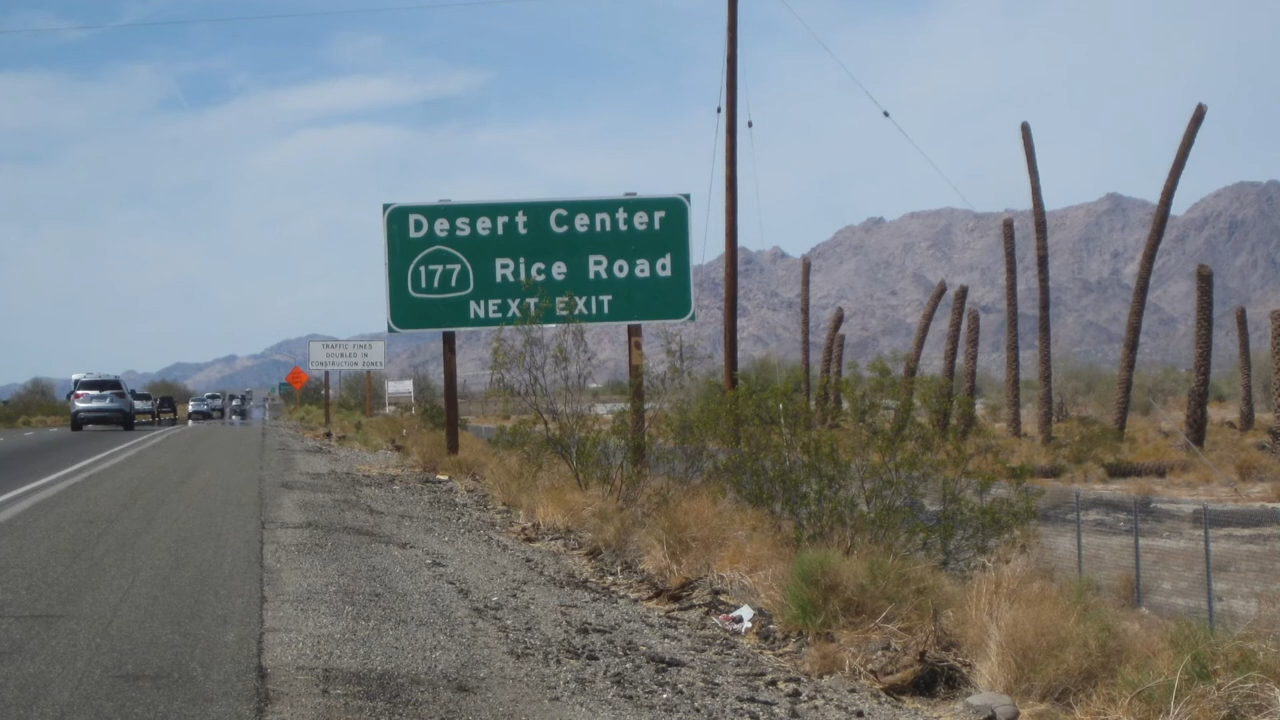 Desert Center
177 Rice Road
NEXT EXIT
TRAFFIC FINES
DOUBLED IN
CONSTRUCTION ZONES